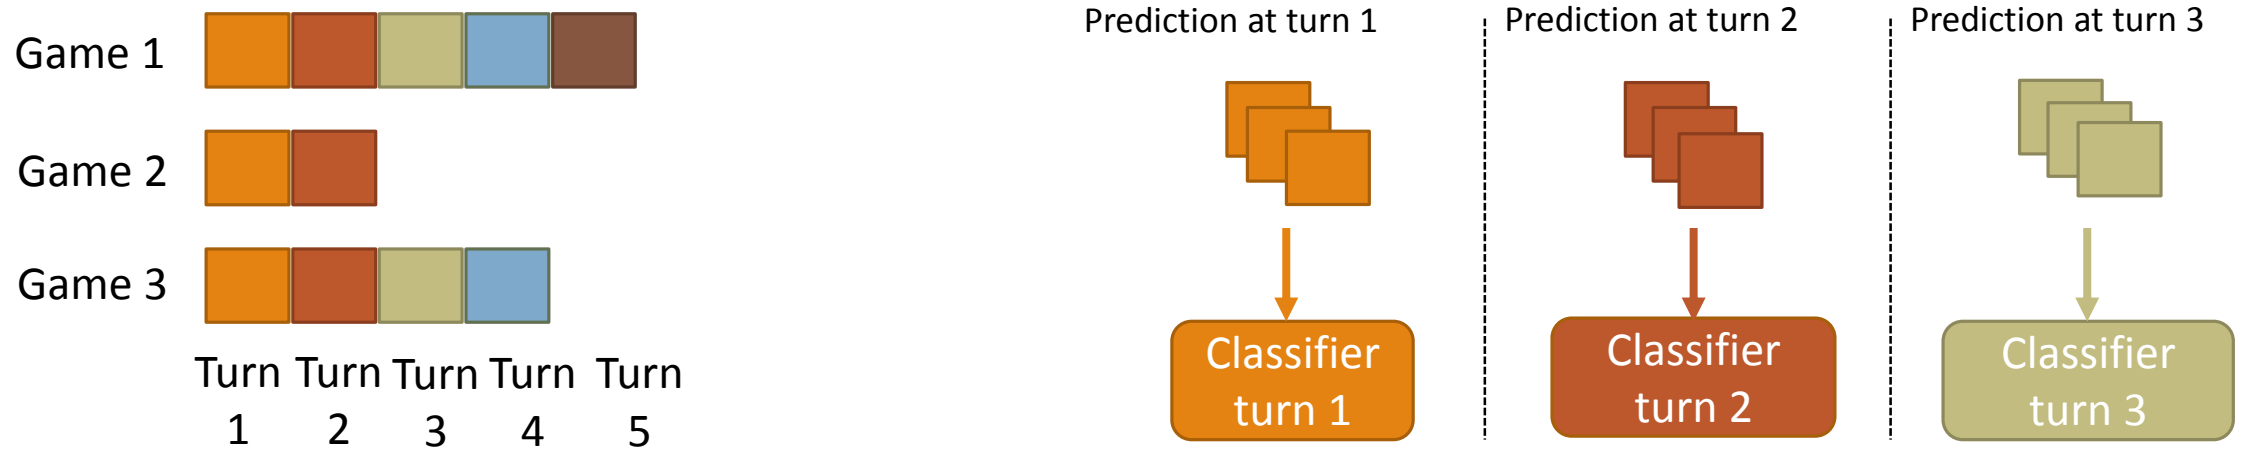 Game 1
Game 2
Game 3
Turn Turn Turn Turn Turn
1 2 3 4 5
Prediction at turn 1
Classifier
turn 1
Prediction at turn 2
Classifier
turn 2
Prediction at turn 3
Classifier
turn 3